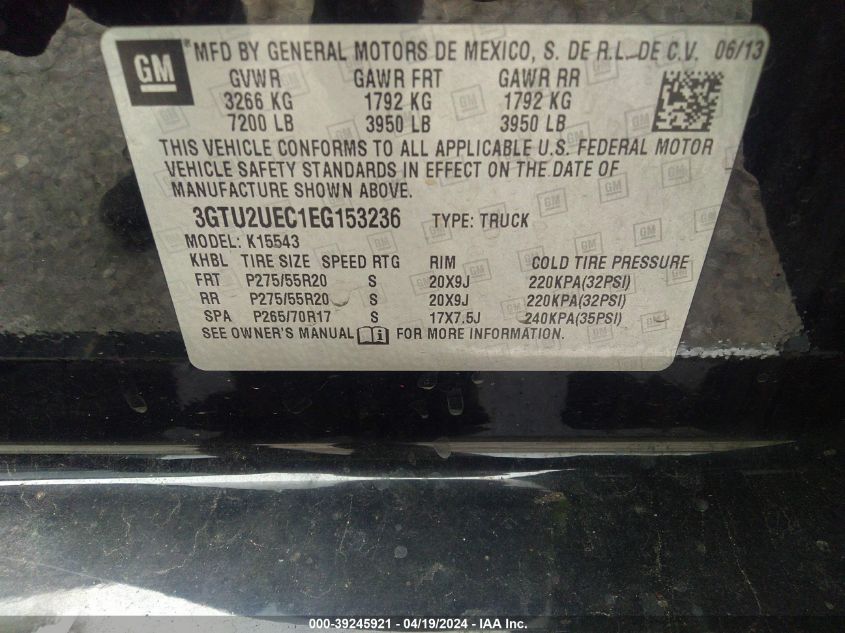 GM ® MFD BY GENERAL MOTORS DE MEXICO, S. DE R.L. DE C.V. 06/13
GVWR GAWR FRT GAWR RR
3266 KG 1792 KG 1792 KG
7200 LB 3950 LB 3950 LB
THIS VEHICLE CONFORMS TO ALL APPLICABLE U.S. FEDERAL MOTOR
VEHICLE SAFETY STANDARDS IN EFFECT ON THE DATE OF
MANUFACTURE SHOWN ABOVE.
3GTU2UEC1EG153236 TYPE: TRUCK
MODEL: K15543
KHBL TIRE SIZE SPEED RTG RIM COLD TIRE PRESSURE
FRT P275/55R20 S 20X9J 220KPA(32PSI)
RR P275/55R20 S 20X9J 220KPA(32PSI)
SPA P265/70R17 S 17X7.5J 240KPA(35PSI)
SEE OWNER'S MANUAL FOR MORE INFORMATION.
000-39245921 - 04/19/2024 - IAA Inc.